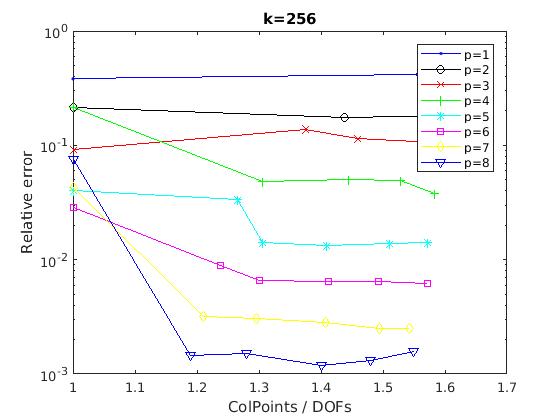 k=256
10^0
10^-1
10^-2
10^-3
Relative error
p=1
p=2
p=3
p=4
p=5
p=6
p=7
p=8
1 1.1 1.2 1.3 1.4 1.5 1.6 1.7
ColPoints / DOFs